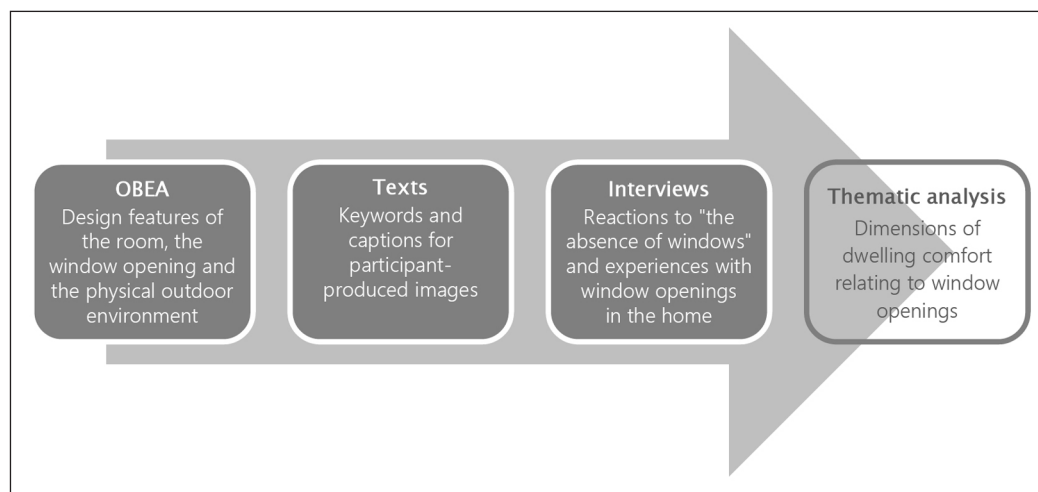 OBEA
Design features of
the room, the
window opening and
the physical outdoor
environment
Texts
Keywords and
captions for
participant-
produced images
Interviews
Reactions to "the
absence of windows"
and experiences with
window openings
in the home
Thematic analysis
Dimensions of
dwelling comfort
relating to window
openings